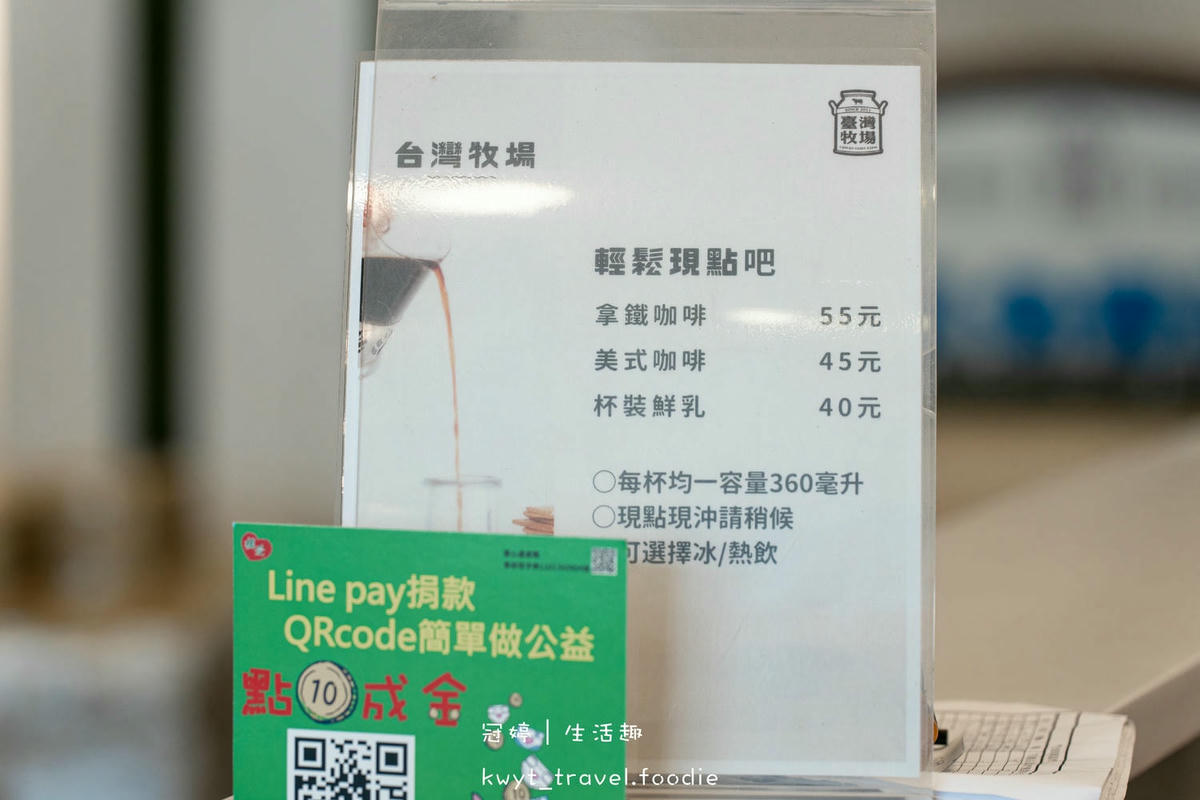 台灣牧場
臺灣
牧場
輕鬆現點吧
拿鐵咖啡 55元
美式咖啡 45元
杯裝鮮乳 40元
○每杯均一容量360毫升
○現點現沖請稍候
可選擇冰/熱飲
Line pay捐款
QRcode簡單做公益
點10成金
冠婷|生活趣
kwyt_travel.foodie